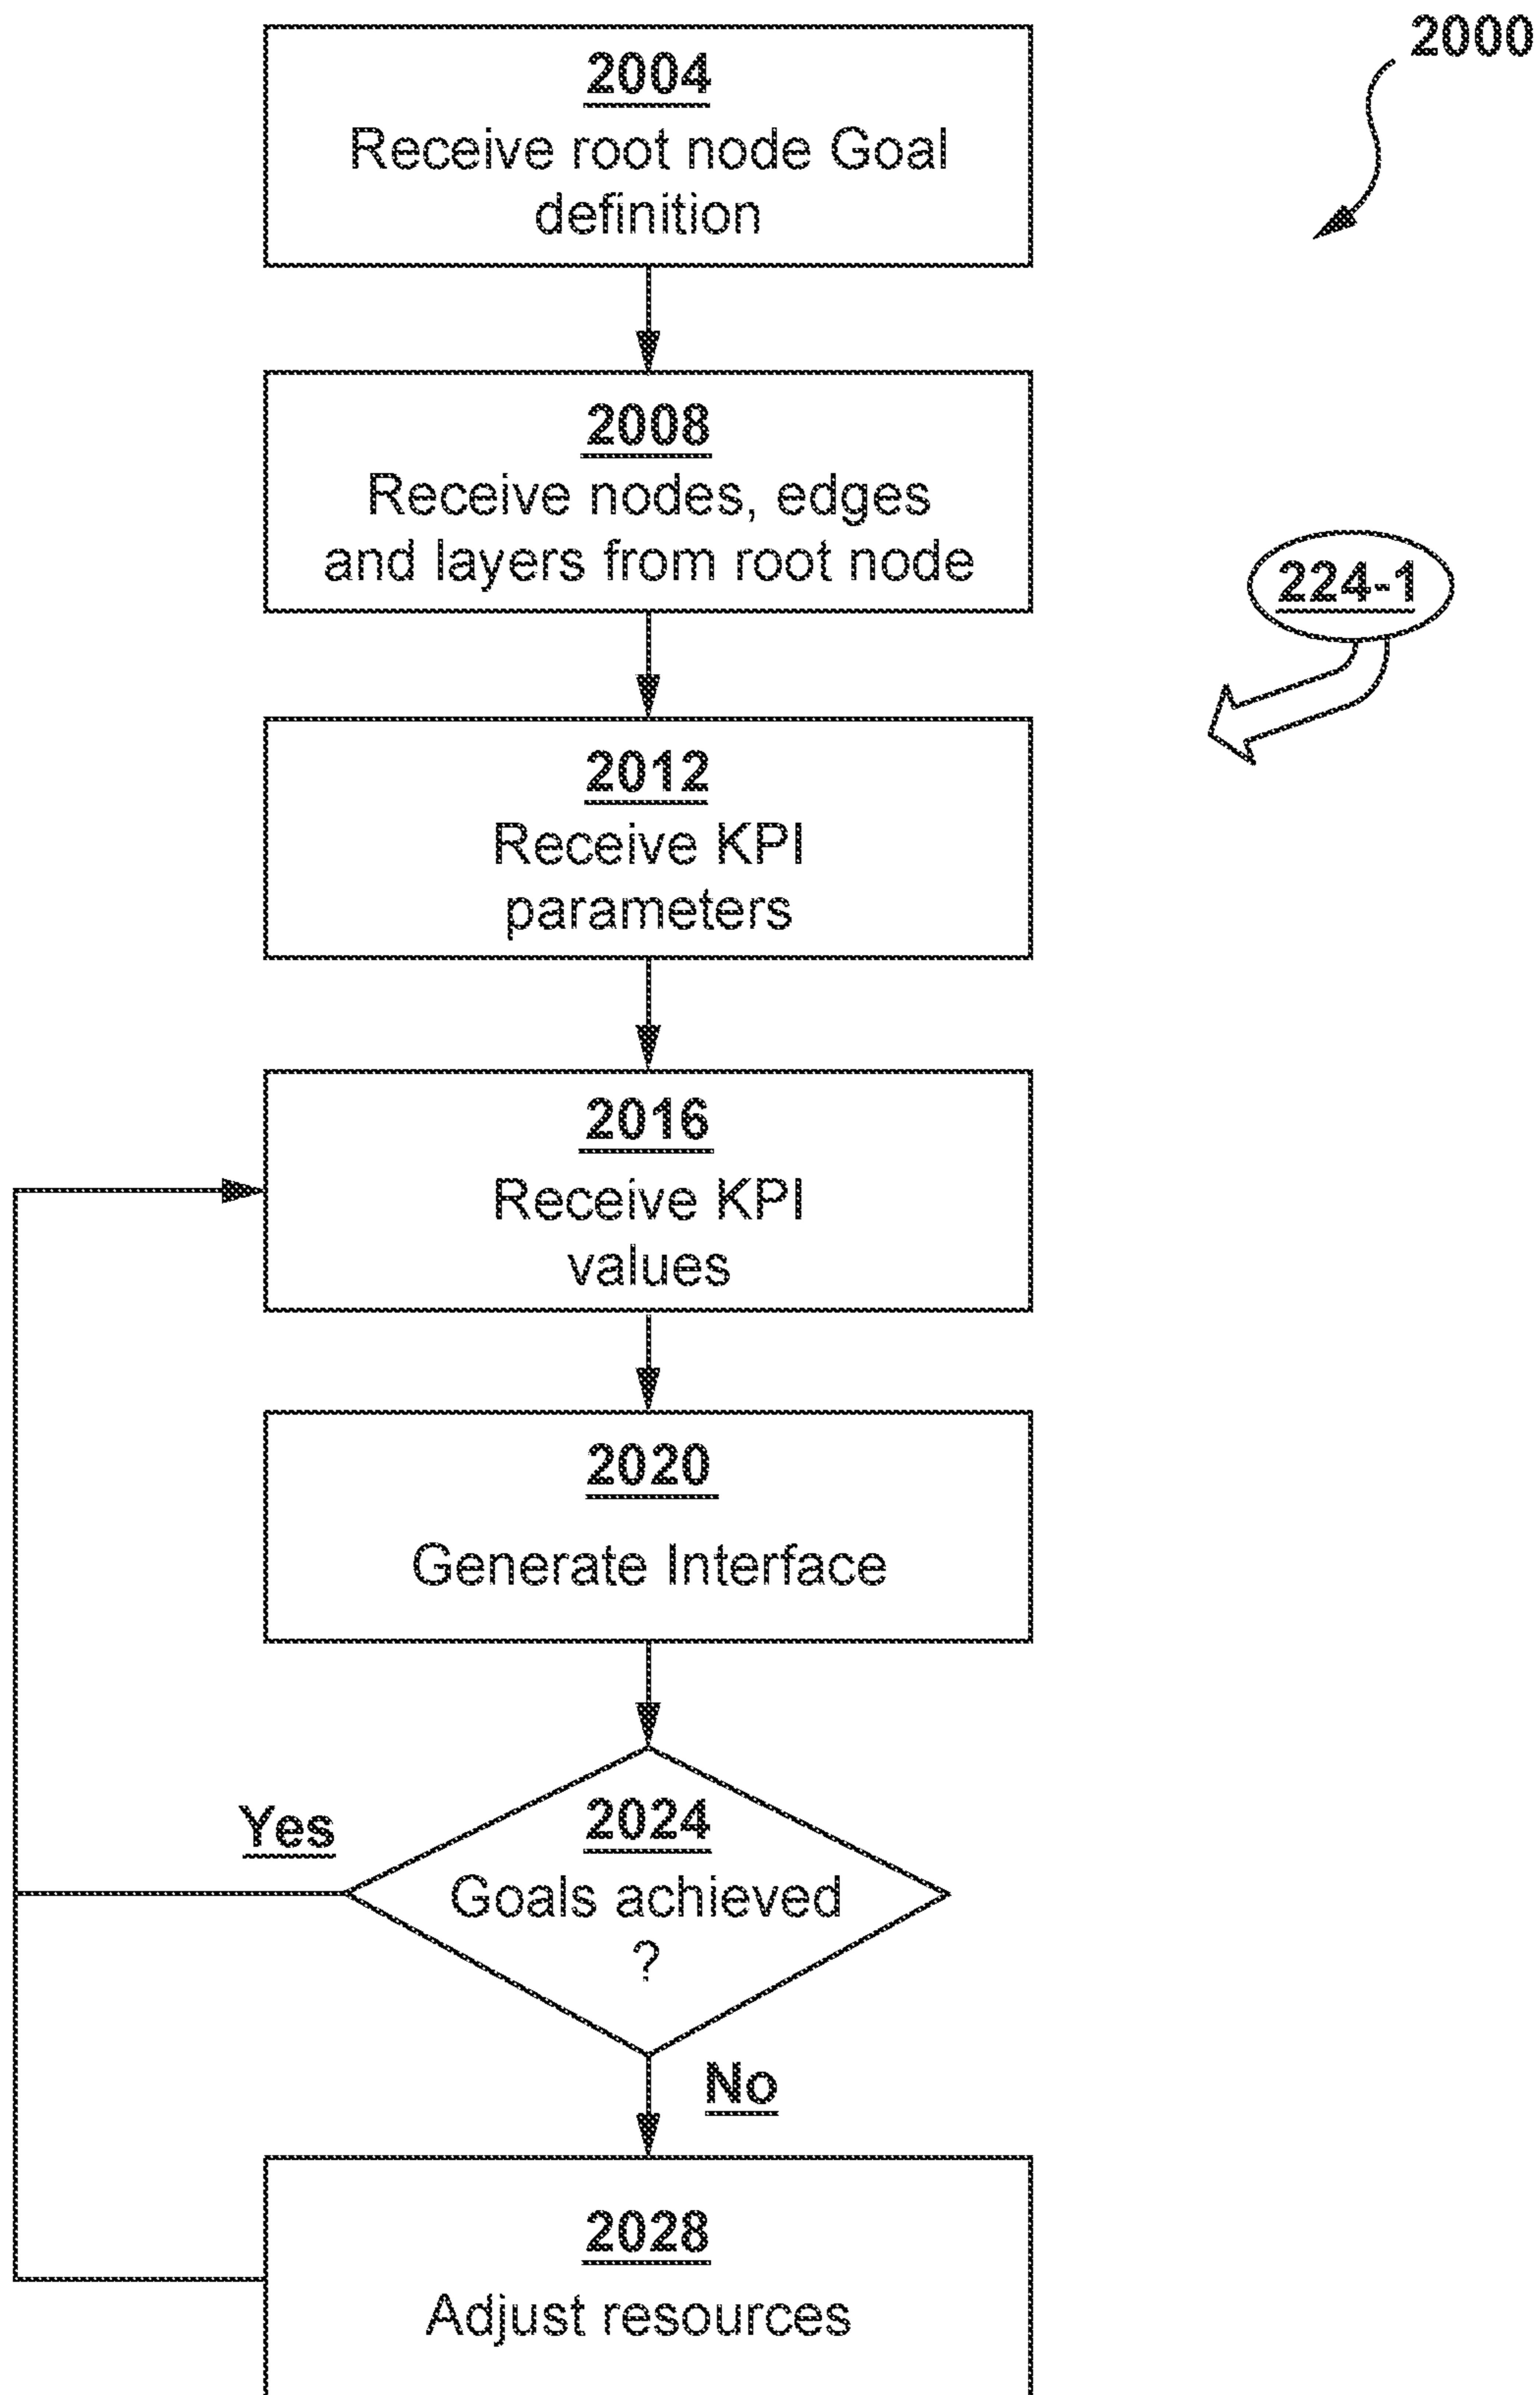 2000
2004
Receive root node Goal
definition
2008
Receive nodes, edges
and layers from root node
224-1
2012
Receive KPI
parameters
2016
Receive KPI
values
2020
Generate Interface
2024
Goals achieved
?
Yes
No
2028
Adjust resources